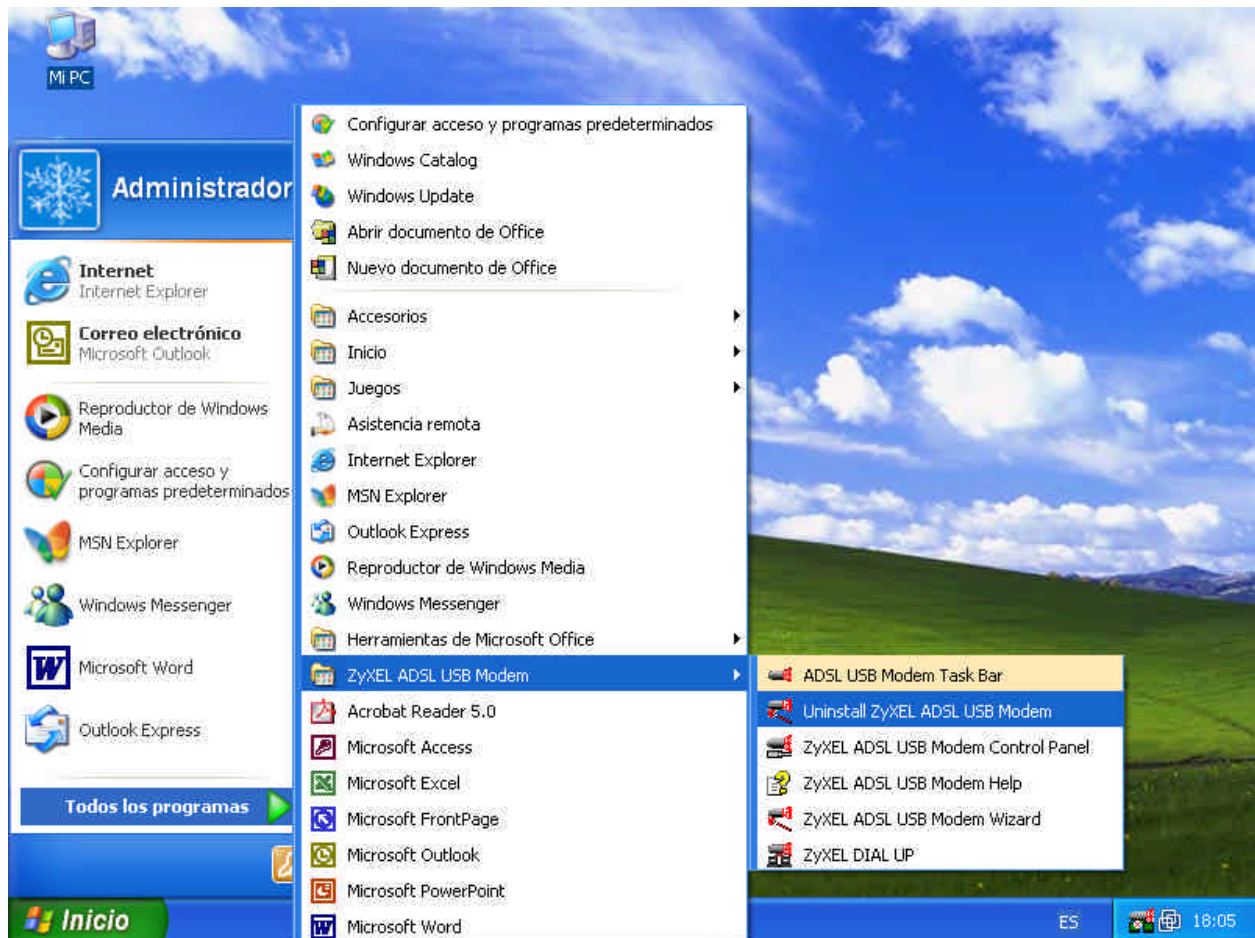 Mi PC
Administrador
Internet
Internet Explorer
Correo electrónico
Microsoft Outlook
Reproductor de Windows
Media
Configurar acceso y
programas predeterminados
MSN Explorer
Windows Messenger
Microsoft Word
Outlook Express
Todos los programas
Configurar acceso y programas predeterminados
Windows Catalog
Windows Update
Abrir documento de Office
Nuevo documento de Office
Accesorios
Inicio
Juegos
Asistencia remota
Internet Explorer
MSN Explorer
Outlook Express
Reproductor de Windows Media
Windows Messenger
Herramientas de Microsoft Office
ZyXEL ADSL USB Modem
Acrobat Reader 5.0
Microsoft Access
Microsoft Excel
Microsoft FrontPage
Microsoft Outlook
Microsoft PowerPoint
Microsoft Word
ADSL USB Modem Task Bar
Uninstall ZyXEL ADSL USB Modem
ZyXEL ADSL USB Modem Control Panel
ZyXEL ADSL USB Modem Help
ZyXEL ADSL USB Modem Wizard
ZyXEL DIAL UP
Inicio
ES
18:05